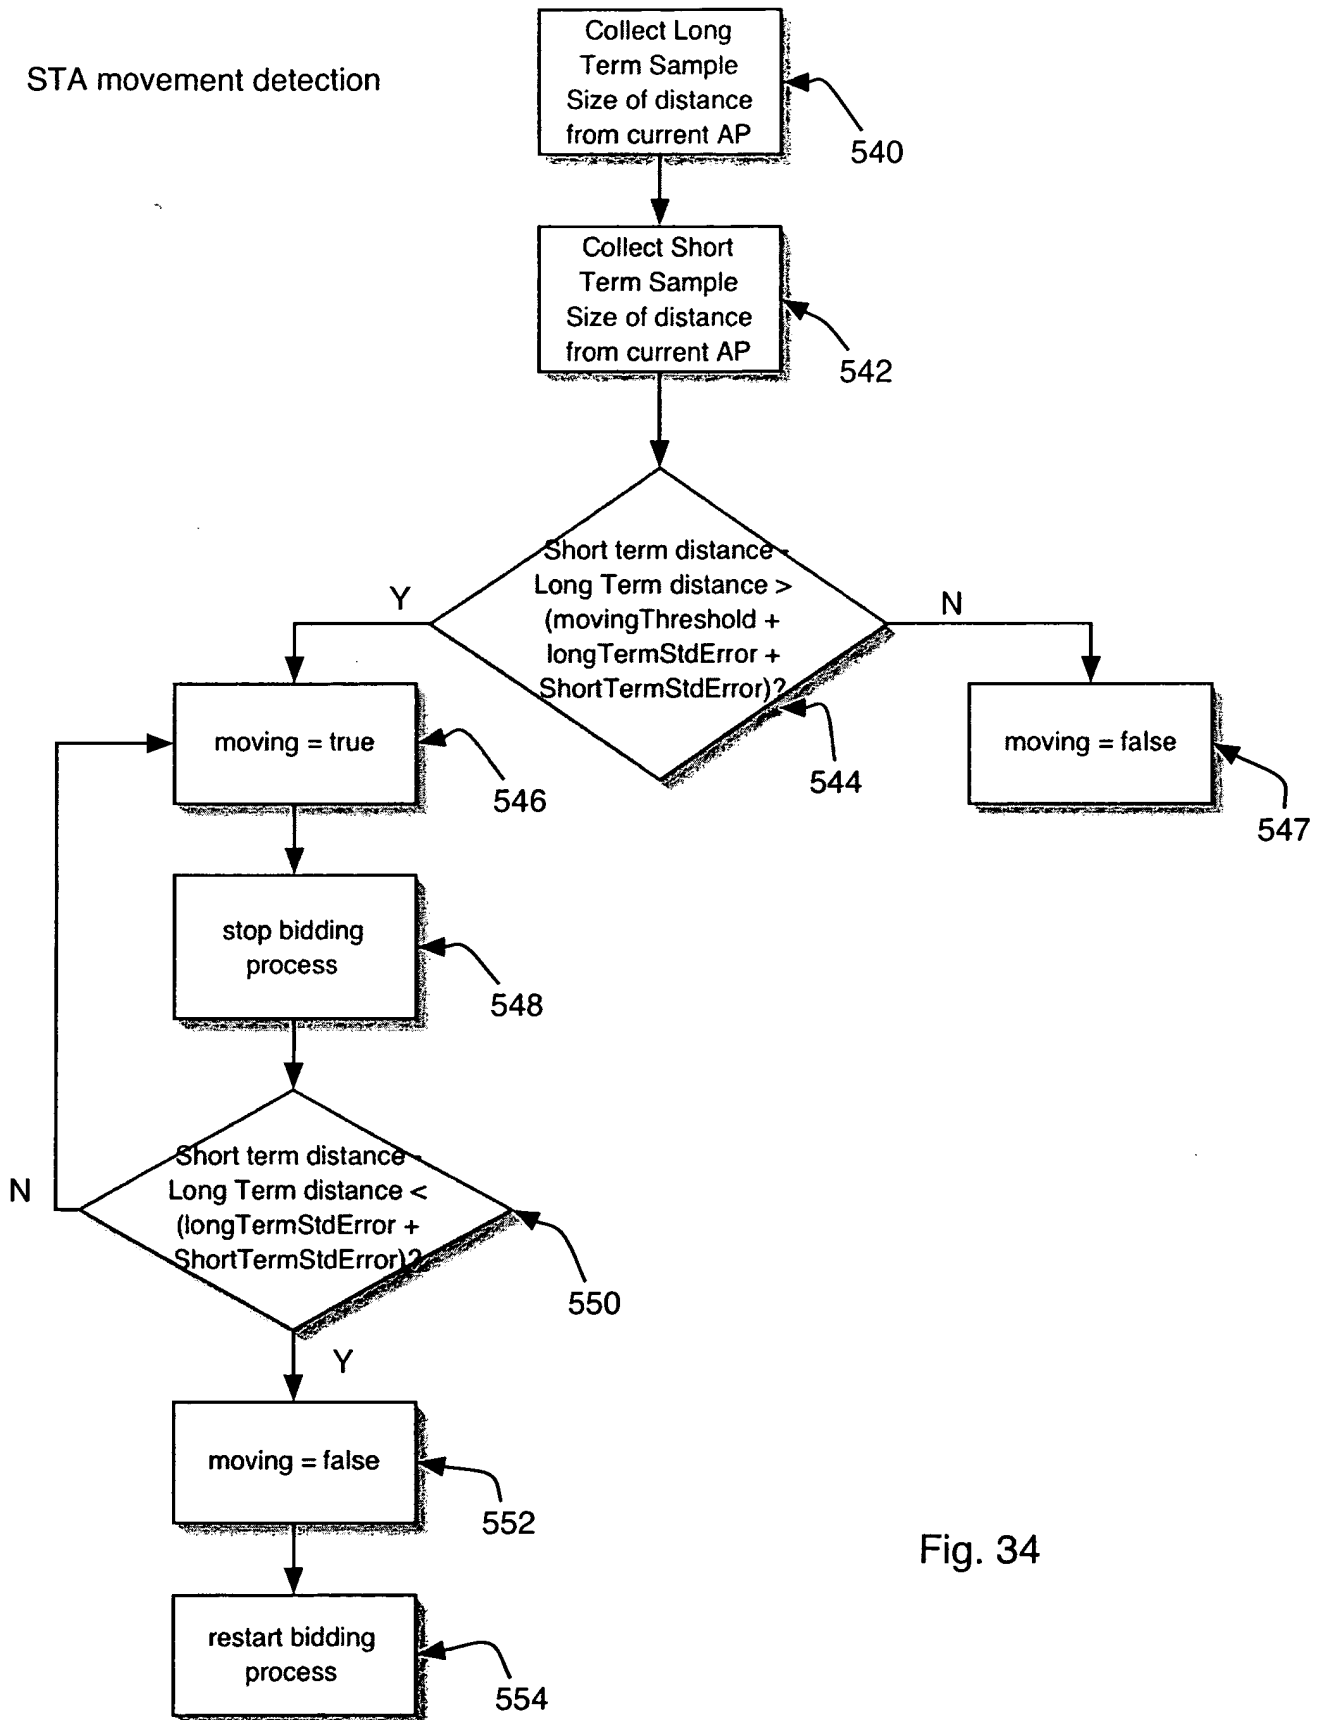 STA movement detection
Collect Long
Term Sample
Size of distance
from current AP
540
Collect Short
Term Sample
Size of distance
from current AP
542
Short term distance -
Long Term distance >
(movingThreshold +
longTermStdError +
ShortTermStdError)?
Y
N
544
moving = true
546
moving = false
547
stop bidding
process
548
Short term distance -
Long Term distance <
(longTermStdError +
ShortTermStdError)?
N
550
Y
moving = false
552
restart bidding
process
554
Fig. 34